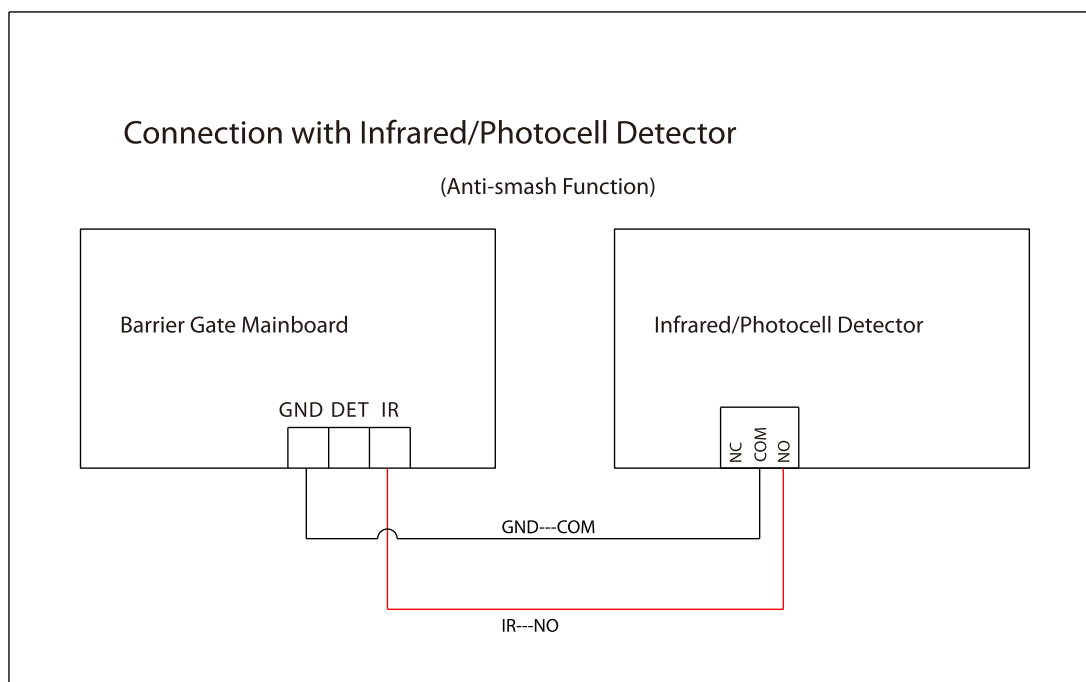 Connection with Infrared/Photocell Detector
(Anti-smash Function)
Barrier Gate Mainboard
Infrared/Photocell Detector
GND DET IR
NC
COM
NO
GND---COM
IR---NO